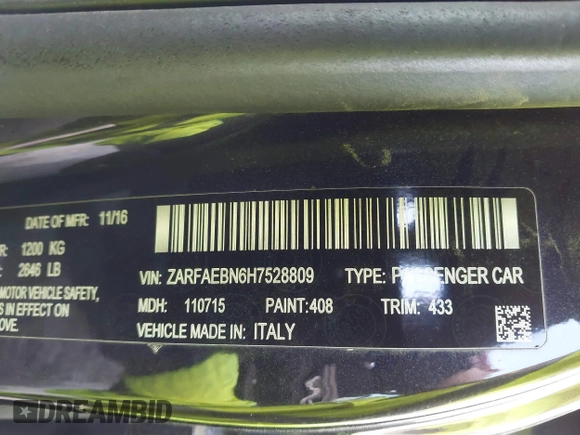 DATE OF MFR: 11/16
R: 1200 KG
2646 LB
MOTOR VEHICLE SAFETY,
S IN EFFECT ON
OVE.
VIN: ZARFAEBN6H7528809 TYPE: PASSENGER CAR
MDH: 110715 PAINT: 408 TRIM: 433
VEHICLE MADE IN: ITALY
DREAMBID